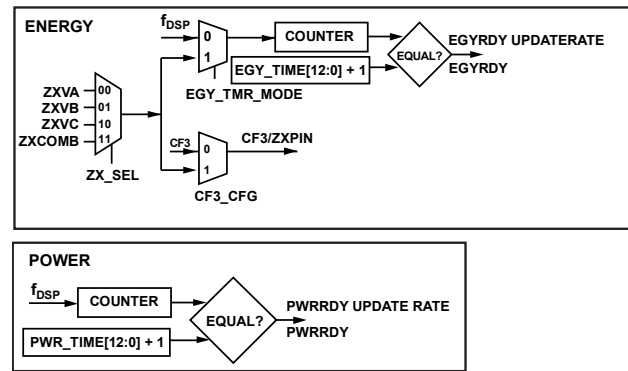 ENERGY
fDSP
0
1
COUNTER
EGY_TIME[12:0] + 1
EGY_TMR_MODE
EQUAL?
EGYRDY UPDATERATE
EGYRDY
ZXVA
ZXVB
ZXVC
ZXCOMB
00
01
10
11
ZX_SEL
CF3
0
1
CF3_CFG
CF3/ZXPIN
POWER
fDSP
COUNTER
PWR_TIME[12:0] + 1
EQUAL?
PWRRDY UPDATE RATE
PWRRDY